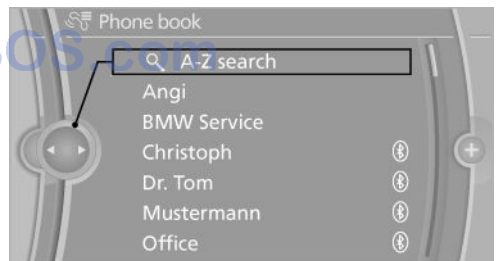 Phone book
A-Z search
Angi
BMW Service
Christoph
Dr. Tom
Mustermann
Office